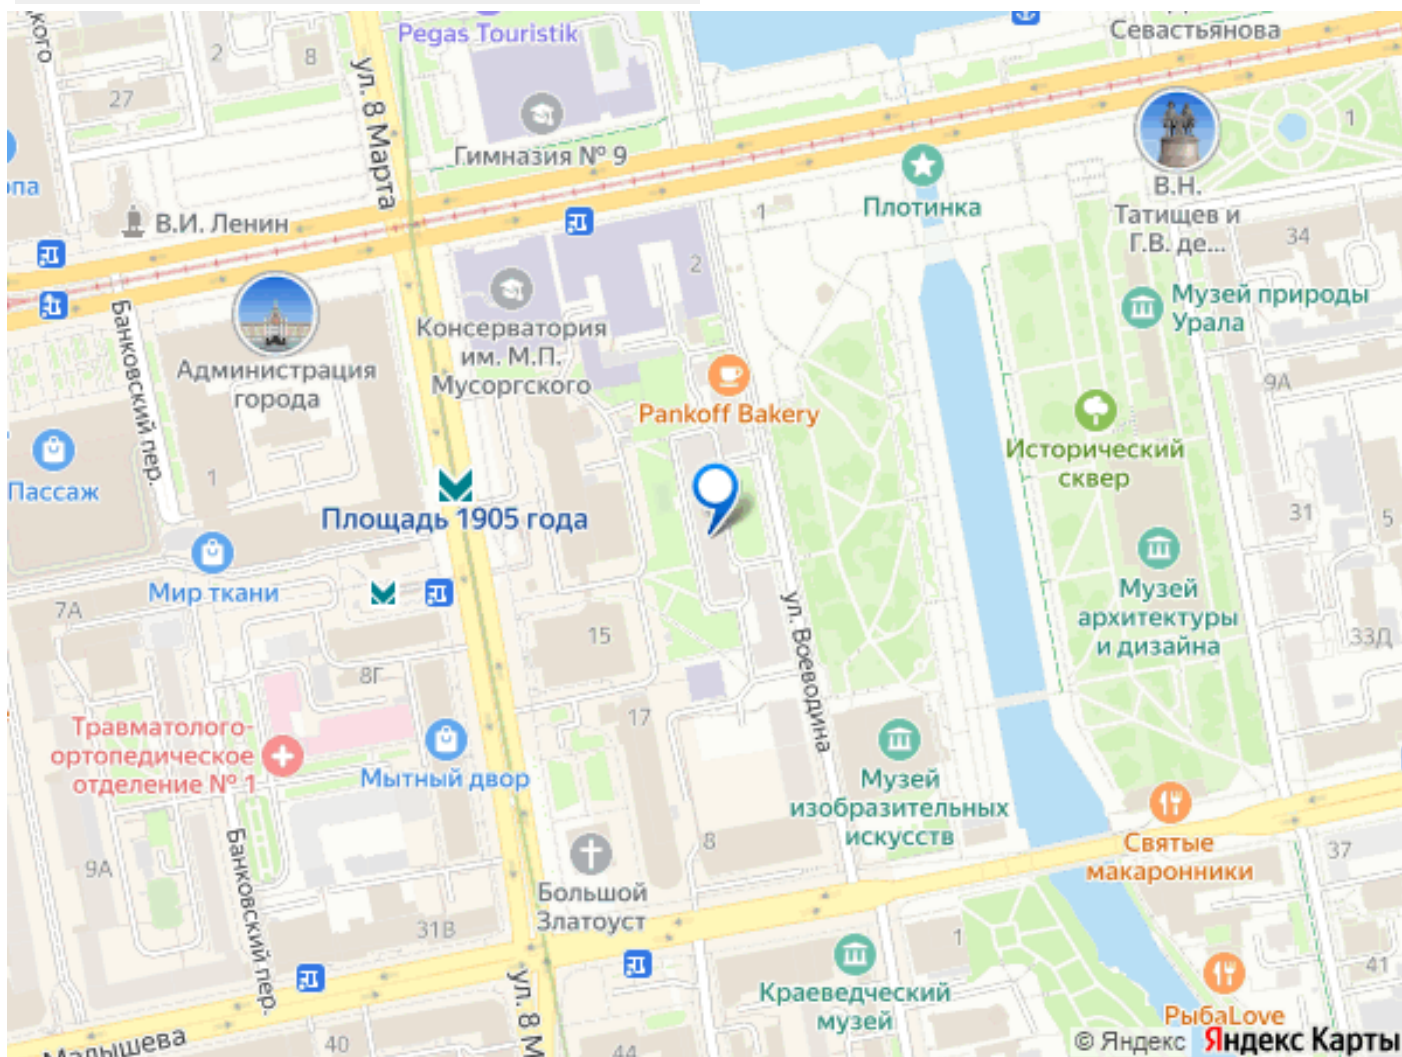 Pegas Touristik
Севастьянова
2
8
27
ул. 8 Марта
1
Гимназия № 9
В.Н.
Татищев и
Г.В. де...
Плотинка
1
В.И. Ленин
34
2
Банковский пер.
Администрация
города
Консерватория
им. М.П.
Мусоргского
Музей природы
Урала
9А
Pankoff Bakery
Исторический
сквер
Пассаж
1
Площадь 1905 года
31
5
Мир ткани
7А
15
ул. Воеводина
Музей
архитектуры
и дизайна
33Д
8Г
17
Травматолого-
ортопедическое
отделение № 1
Мытный двор
Музей
изобразительных
искусств
8
Святые
макаронники
37
9А
Банковский пер.
Большой
Златоуст
31В
1
Краеведческий
музей
41
ул. 8 М
РыбаLove
Малышева
40
44
© Яндекс Яндекс Карты